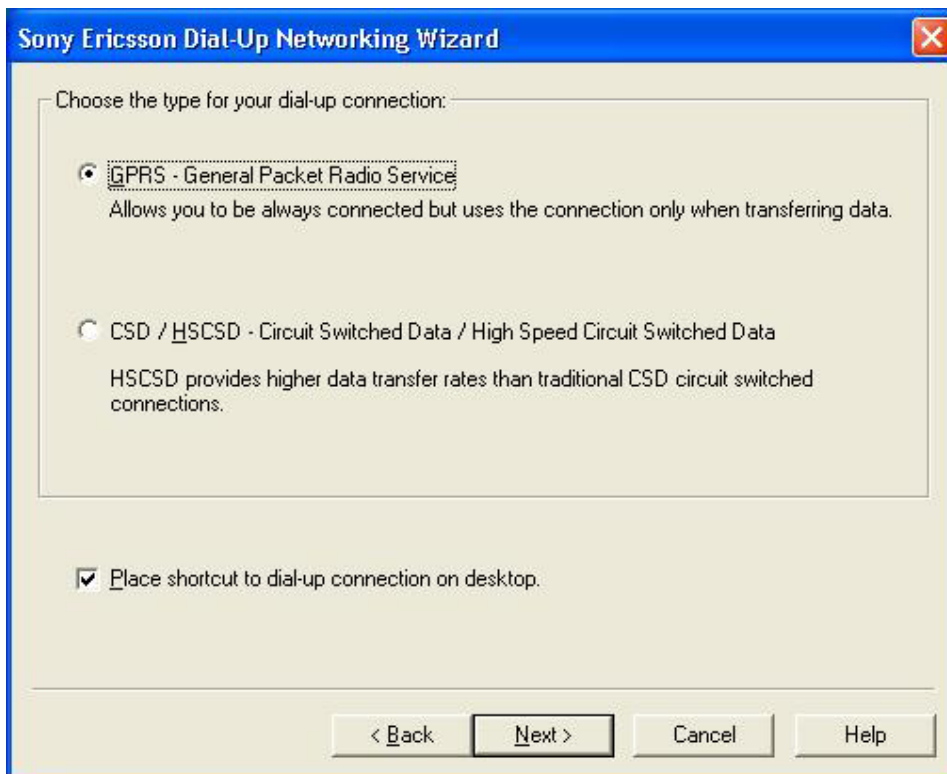 Sony Ericsson Dial-Up Networking Wizard
Choose the type for your dial-up connection:
GPRS - General Packet Radio Service
Allows you to be always connected but uses the connection only when transferring data.
CSD / HSCSD - Circuit Switched Data / High Speed Circuit Switched Data
HSCSD provides higher data transfer rates than traditional CSD circuit switched
connections.
Place shortcut to dial-up connection on desktop.
< Back Next > Cancel Help